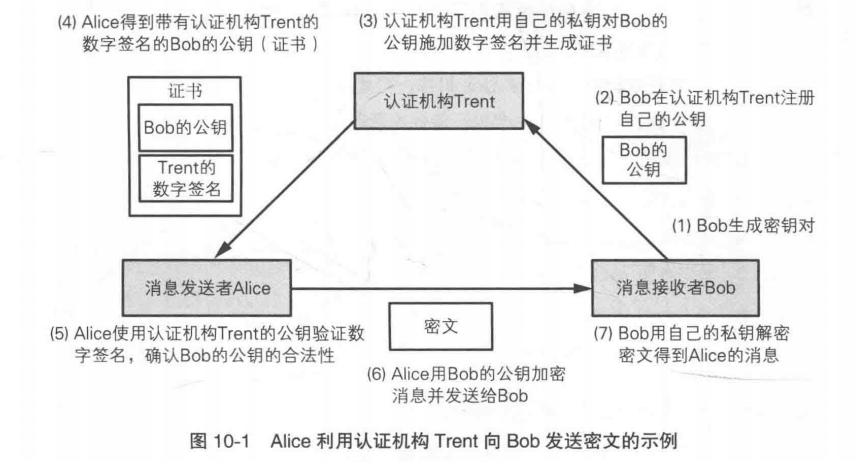 (4) Alice得到带有认证机构Trent的
数字签名的Bob的公钥（证书）
(3) 认证机构Trent用自己的私钥对Bob的
公钥施加数字签名并生成证书
证书
Bob的公钥
Trent的
数字签名
认证机构Trent
(2) Bob在认证机构Trent注册
自己的公钥
Bob的
公钥
(1) Bob生成密钥对
消息发送者Alice
消息接收者Bob
(5) Alice使用认证机构Trent的公钥验证数
字签名，确认Bob的公钥的合法性
密文
(7) Bob用自己的私钥解密
密文得到Alice的消息
(6) Alice用Bob的公钥加密
消息并发送给Bob
图 10-1 Alice 利用认证机构 Trent 向 Bob 发送密文的示例